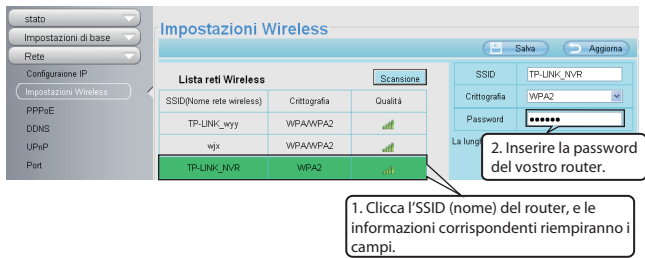 stato
Impostazioni di base
Rete
Configuraione IP
Impostazioni Wireless
PPPoE
DDNS
UPnP
Port
Impostazioni Wireless
Salva
Aggiorna
Lista reti Wireless
Scansione
SSID(Nome rete wireless)
Crittografia
Qualità
TP-LINK_wyy
WPA/WPA2
wjx
WPA/WPA2
TP-LINK_NVR
WPA2
SSID
TP-LINK_NVR
Crittografia
WPA2
Password
••••••
La lung
2. Inserire la password
del vostro router.
1. Clicca l'SSID (nome) del router, e le
informazioni corrispondenti riempiranno i
campi.